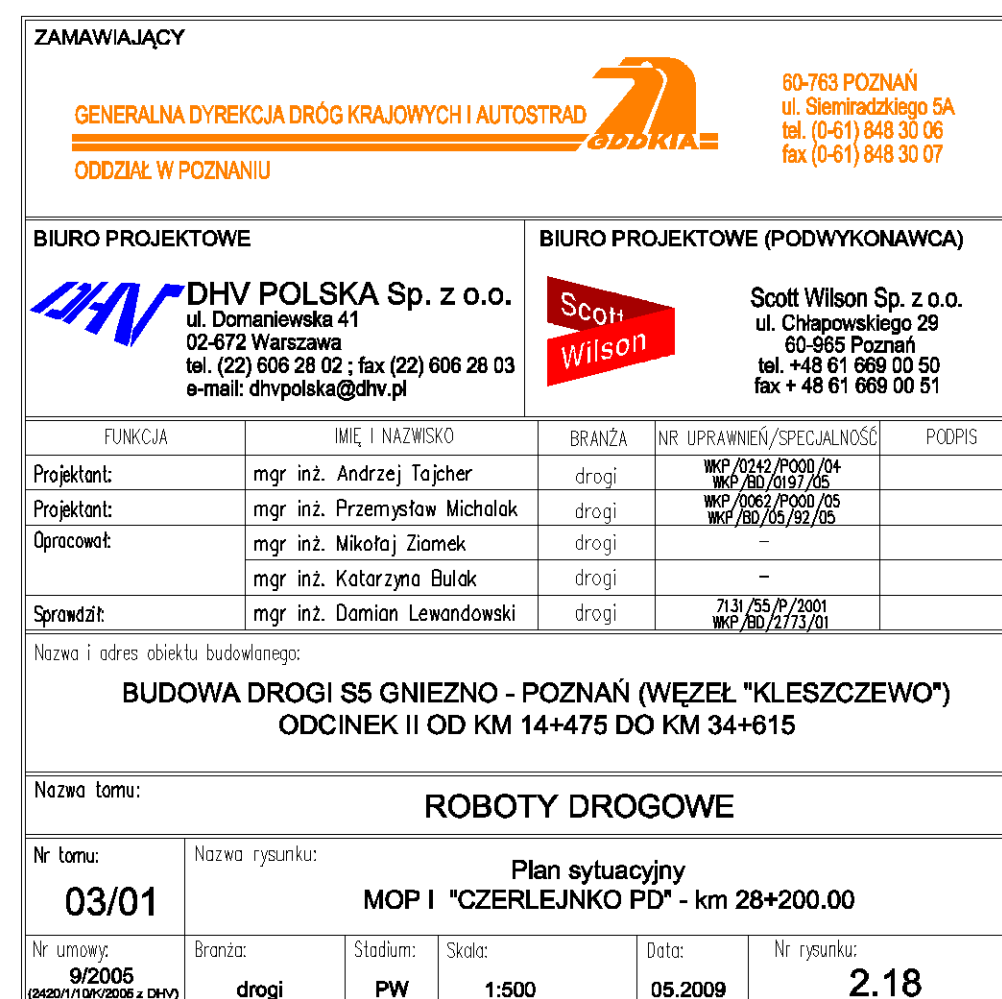 ZAMAWIAJĄCY
GENERALNA DYREKCJA DRÓG KRAJOWYCH I AUTOSTRAD
ODDZIAŁ W POZNANIU
GDDKIA
60-763 POZNAŃ
ul. Siemiradzkiego 5A
tel. (0-61) 848 30 06
fax (0-61) 848 30 07
BIURO PROJEKTOWE
DHV
DHV POLSKA Sp. z o.o.
ul. Domaniewska 41
02-672 Warszawa
tel. (22) 606 28 02 ; fax (22) 606 28 03
e-mail: dhvpolska@dhv.pl
BIURO PROJEKTOWE (PODWYKONAWCA)
Scott
Wilson
Scott Wilson Sp. z o.o.
ul. Chłapowskiego 29
60-965 Poznań
tel. +48 61 669 00 50
fax + 48 61 669 00 51
FUNKCJA IMIĘ I NAZWISKO BRANŻA NR UPRAWNIEŃ/SPECJALNOŚĆ PODPIS
Projektant: mgr inż. Andrzej Tajcher drogi WKP/0242/POOD/04
WKP/BD/0197/05
Projektant: mgr inż. Przemysław Michalak drogi WKP/0062/POOD/05
WKP/BD/05/92/05
Opracował: mgr inż. Mikołaj Ziomek drogi –
mgr inż. Katarzyna Bulak drogi –
Sprawdził: mgr inż. Damian Lewandowski drogi 7131/55/P/2001
WKP/BD/2773/01
Nazwa i adres obiektu budowlanego:
BUDOWA DROGI S5 GNIEZNO - POZNAŃ (WĘZEŁ "KLESZCZEWO")
ODCINEK II OD KM 14+475 DO KM 34+615
Nazwa tomu:
ROBOTY DROGOWE
Nr tomu:
03/01
Nazwa rysunku:
Plan sytuacyjny
MOP I "CZERLEJNKO PD" - km 28+200.00
Nr umowy:
9/2005
(2420/1/10/K/2005 z DHV)
Branża:
drogi
Stadium:
PW
Skala:
1:500
Data:
05.2009
Nr rysunku:
2.18